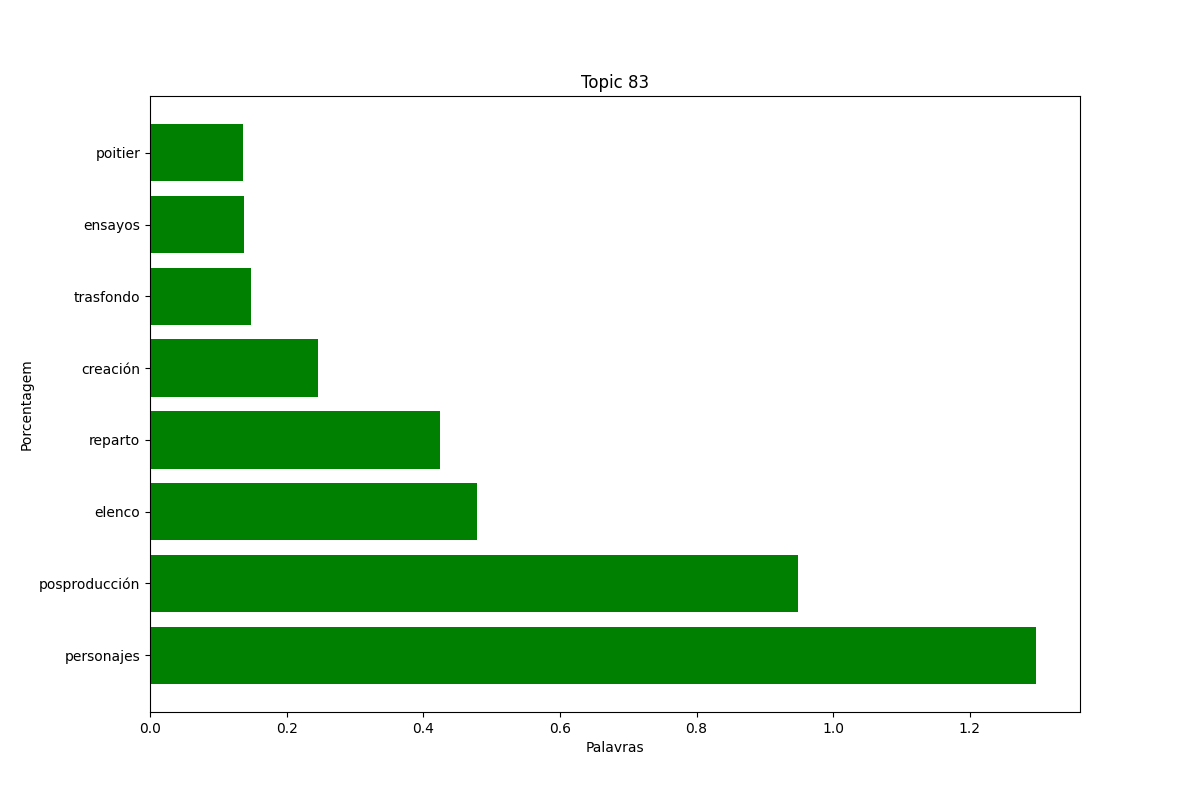 Topic 83
poitier
ensayos
trasfondo
creación
reparto
elenco
posproducción
personajes
Porcentagem
0.0 0.2 0.4 0.6 0.8 1.0 1.2
Palavras